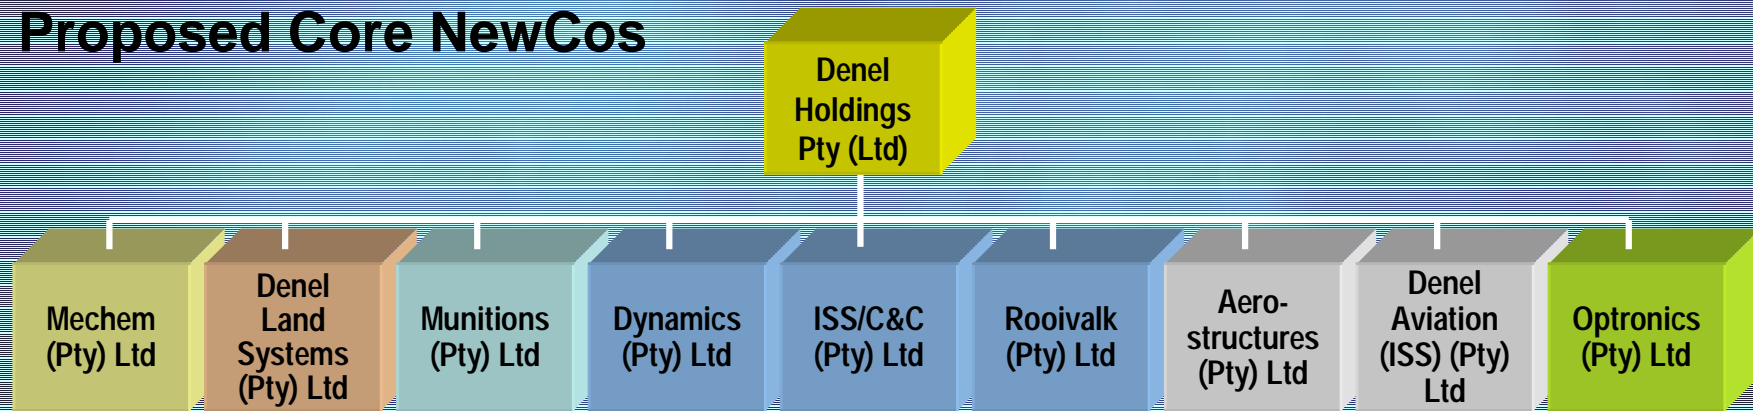 Proposed Core NewCos
Denel
Holdings
Pty (Ltd)
Mechem
(Pty) Ltd
Denel
Land
Systems
(Pty) Ltd
Munitions
(Pty) Ltd
Dynamics
(Pty) Ltd
ISS/C&C
(Pty) Ltd
Rooivalk
(Pty) Ltd
Aero-
structures
(Pty) Ltd
Denel
Aviation
(ISS) (Pty)
Ltd
Optronics
(Pty) Ltd